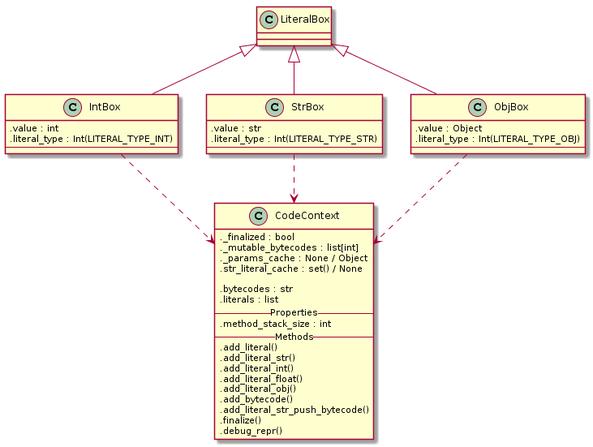 C LiteralBox
C IntBox
.value : int
.literal_type : Int(LITERAL_TYPE_INT)
C StrBox
.value : str
.literal_type : Int(LITERAL_TYPE_STR)
C ObjBox
.value : Object
.literal_type : Int(LITERAL_TYPE_OBJ)
C CodeContext
._finalized : bool
._mutable_bytecodes : list[int]
._params_cache : None / Object
.str_literal_cache : set() / None
.bytecodes : str
.literals : list
Properties
.method_stack_size : int
Methods
.add_literal()
.add_literal_str()
.add_literal_int()
.add_literal_float()
.add_literal_obj()
.add_bytecode()
.add_literal_str_push_bytecode()
.finalize()
.debug_repr()